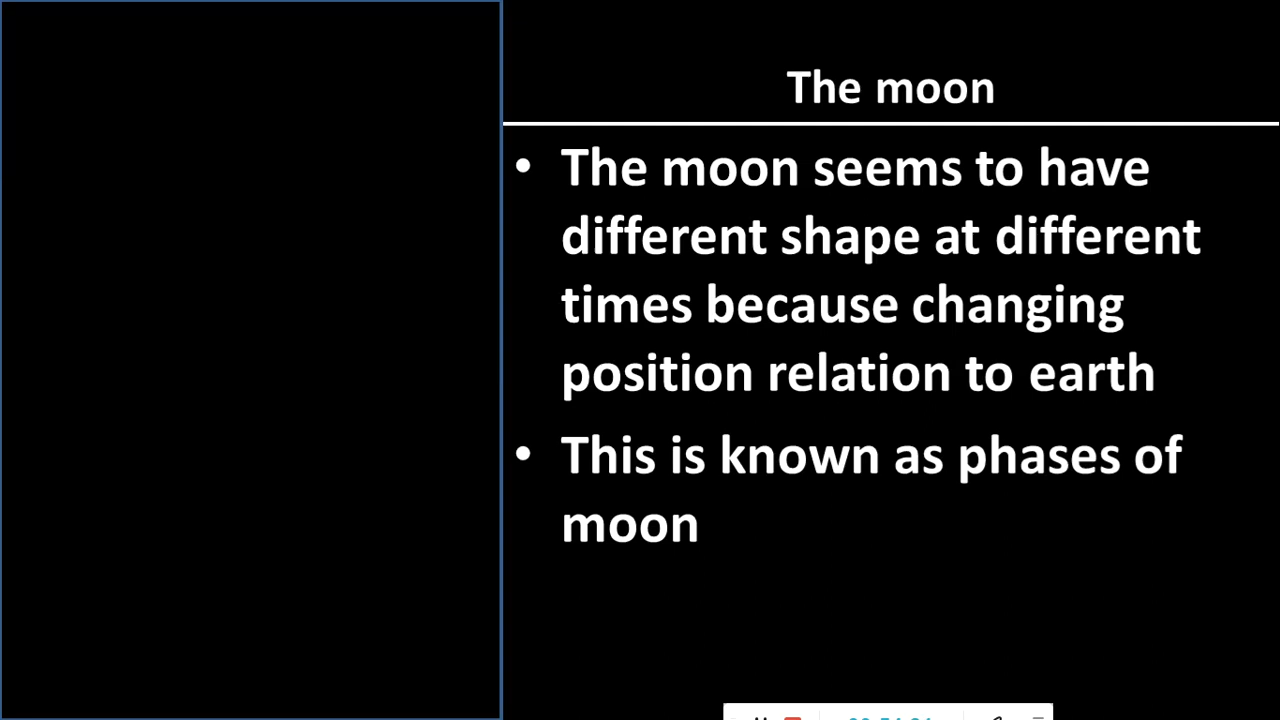 The moon
• The moon seems to have
different shape at different
times because changing
position relation to earth
• This is known as phases of
moon